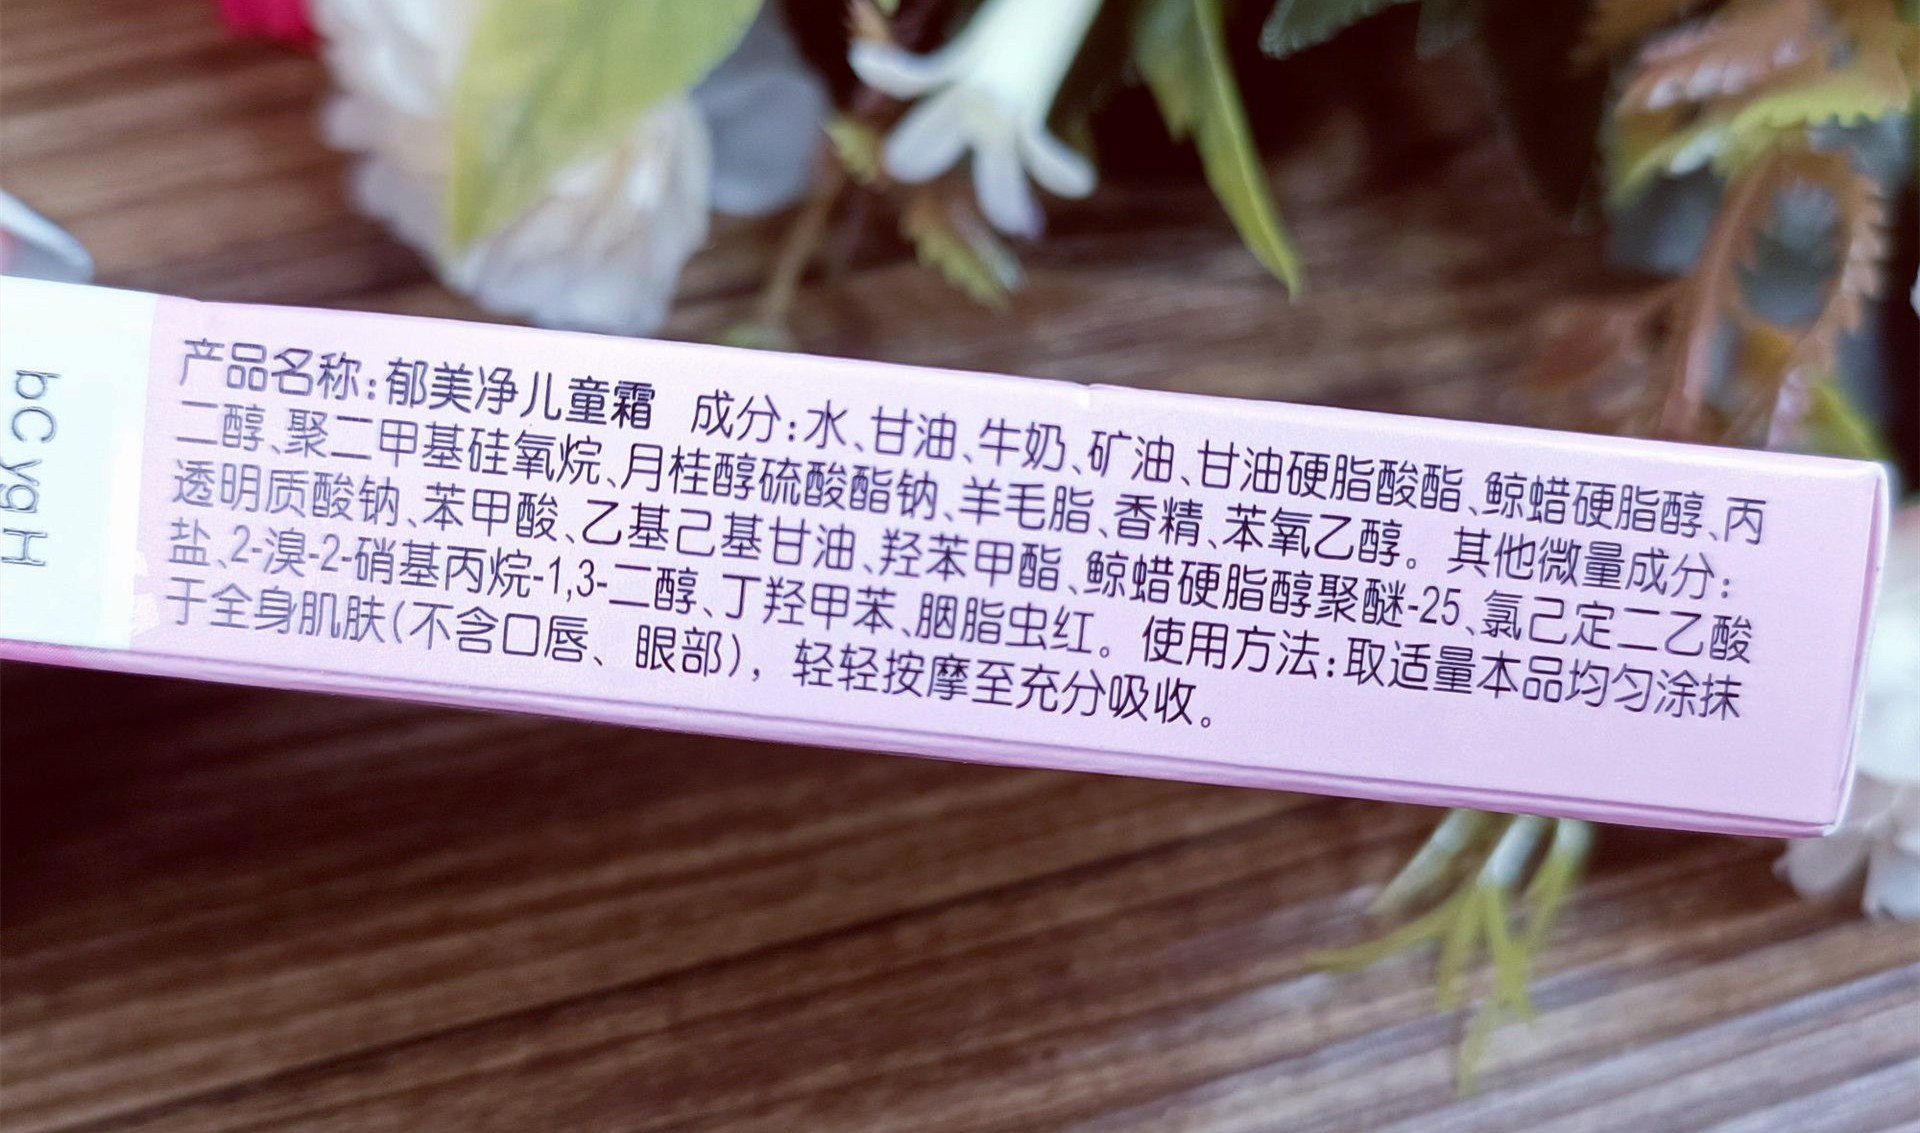 产品名称：郁美净儿童霜 成分：水、甘油、牛奶、矿油、甘油硬脂酸酯、鲸蜡硬脂醇、丙
二醇、聚二甲基硅氧烷、月桂醇硫酸酯钠、羊毛脂、香精、苯氧乙醇。其他微量成分：
透明质酸钠、苯甲酸、乙基己基甘油、羟苯甲酯、鲸蜡硬脂醇聚醚-25、氯己定二乙酸
盐、2-溴-2-硝基丙烷-1,3-二醇、丁羟甲苯、胭脂虫红。使用方法：取适量本品均匀涂抹
于全身肌肤（不含口唇、眼部），轻轻按摩至充分吸收。